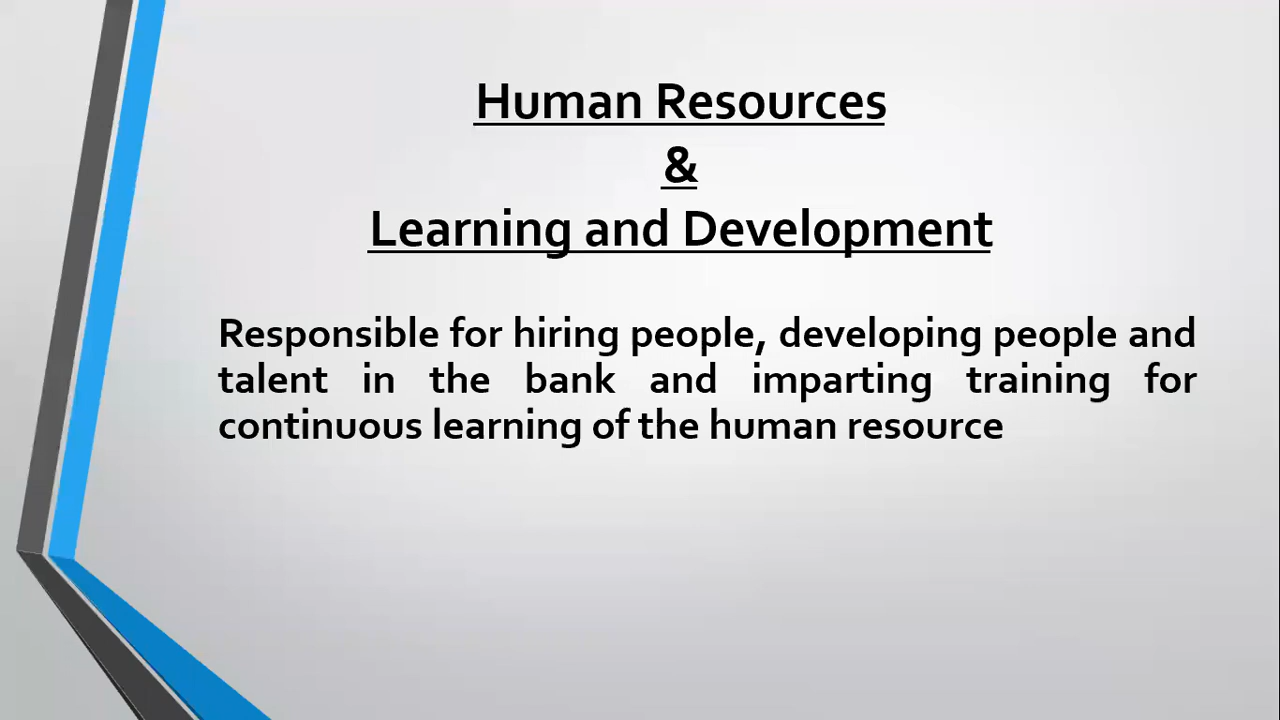 Human Resources
&
Learning and Development
Responsible for hiring people, developing people and
talent in the bank and imparting training for
continuous learning of the human resource